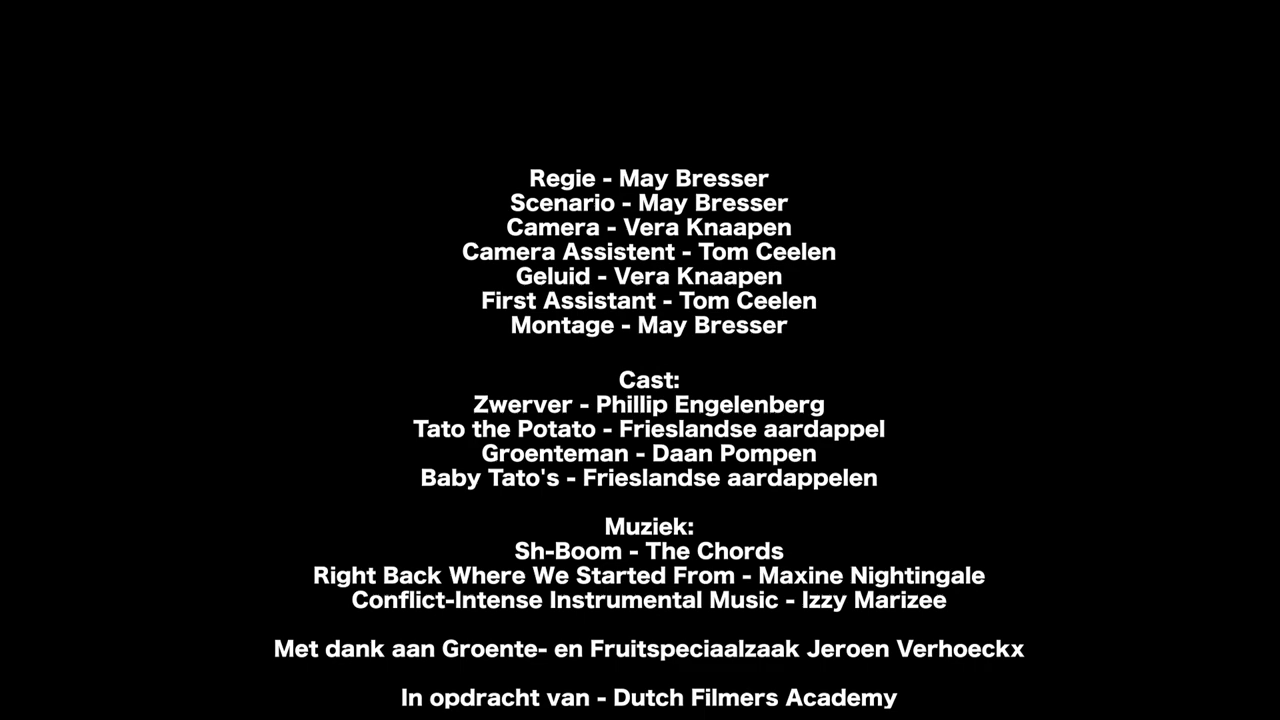 Regie - May Bresser
Scenario - May Bresser
Camera - Vera Knaapen
Camera Assistent - Tom Ceelen
Geluid - Vera Knaapen
First Assistant - Tom Ceelen
Montage - May Bresser
Cast:
Zwerver - Phillip Engelenberg
Tato the Potato - Frieslandse aardappel
Groenteman - Daan Pompen
Baby Tato's - Frieslandse aardappelen
Muziek:
Sh-Boom - The Chords
Right Back Where We Started From - Maxine Nightingale
Conflict-Intense Instrumental Music - Izzy Marizee
Met dank aan Groente- en Fruitspeciaalzaak Jeroen Verhoeckx
In opdracht van - Dutch Filmers Academy